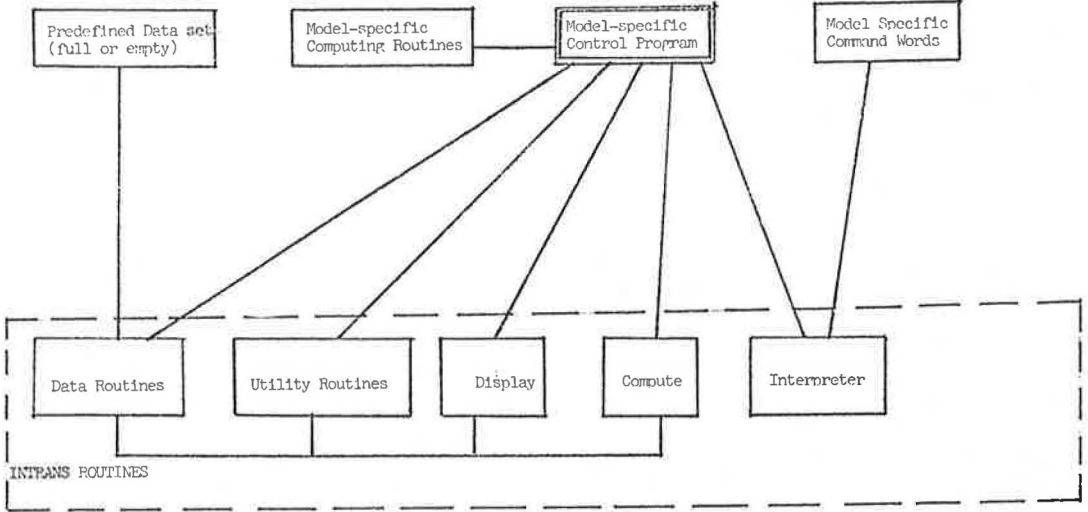 Predefined Data set
(full or empty)
Model-specific
Computing Routines
Model-specific
Control Program
Model Specific
Command Words
Data Routines
Utility Routines
Display
Compute
Interpreter
INTRANS ROUTINES